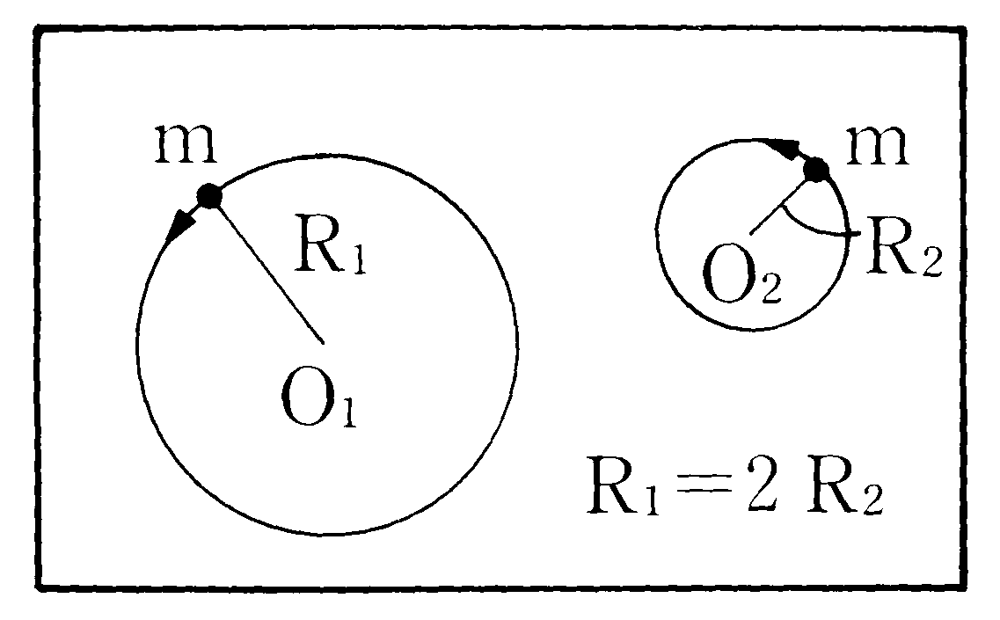 m
m
R₁
R₂
O₂
O₁
R₁=2 R₂